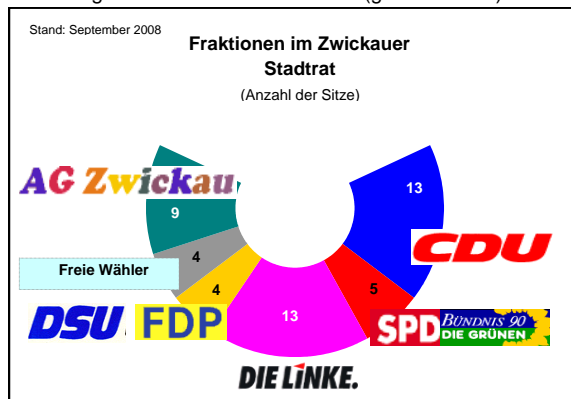 Stand: September 2008
Fraktionen im Zwickauer
Stadtrat
(Anzahl der Sitze)
AG Zwickau
13
9
CDU
4
Freie Wähler
4
5
DSU
FDP
13
SPD
BÜNDNIS 90
DIE GRÜNEN
DIE LINKE.